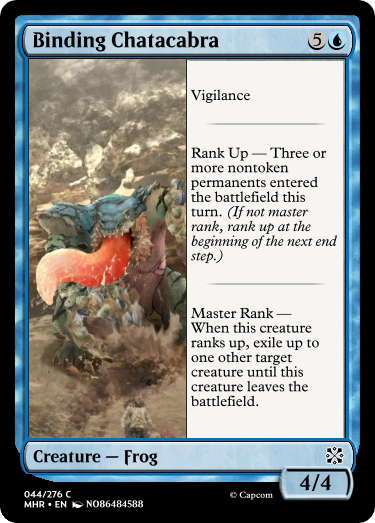 Binding Chatacabra 5
Vigilance
Rank Up — Three or
more nontoken
permanents entered
the battlefield this
turn. (If not master
rank, rank up at the
beginning of the next end
step.)
Master Rank —
When this creature
ranks up, exile up to
one other target
creature until this
creature leaves the
battlefield.
Creature — Frog
4/4
044/276 C
MHR • EN NO86484588
© Capcom